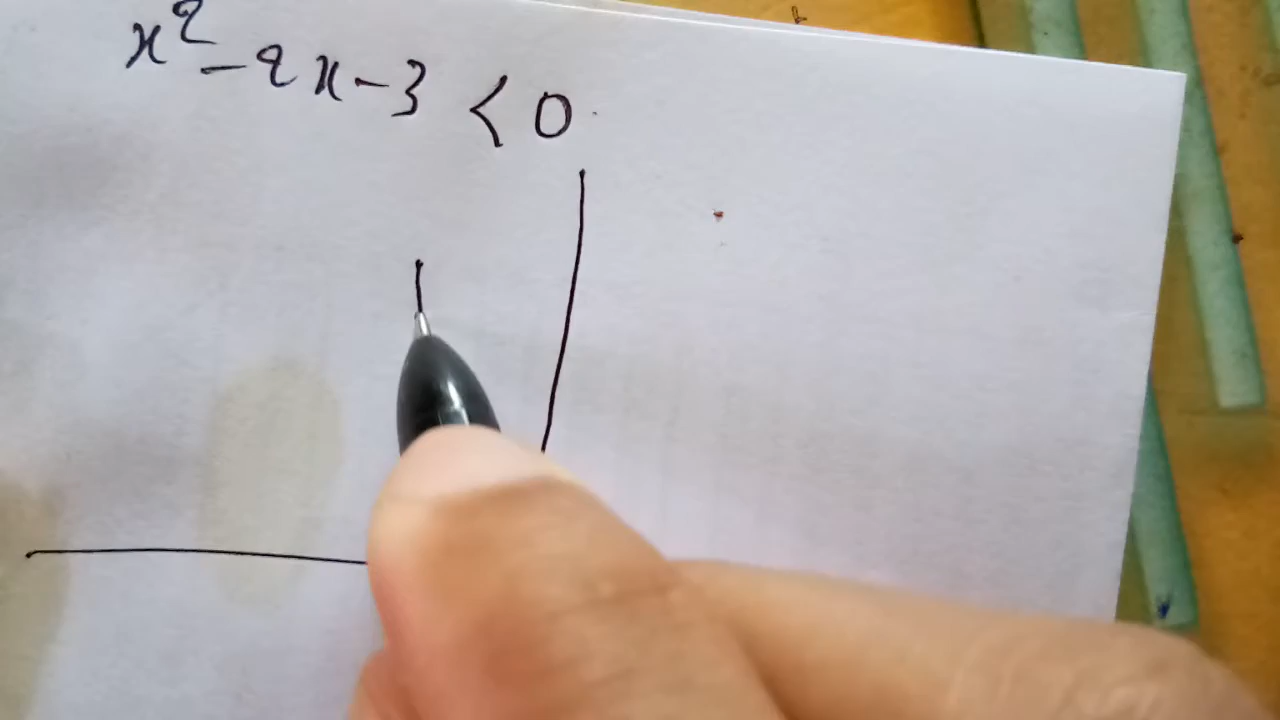 x² - 2x - 3 < 0